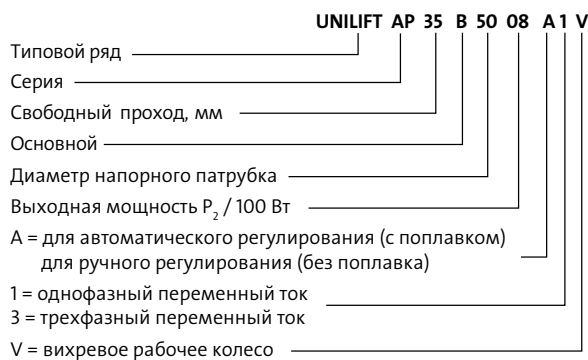 UNILIFT AP 35 B 50 08 A 1 V
Типовой ряд
Серия
Свободный проход, мм
Основной
Диаметр напорного патрубка
Выходная мощность P2 / 100 Вт
A = для автоматического регулирования (с поплавком)
для ручного регулирования (без поплавка)
1 = однофазный переменный ток
3 = трехфазный переменный ток
V = вихревое рабочее колесо